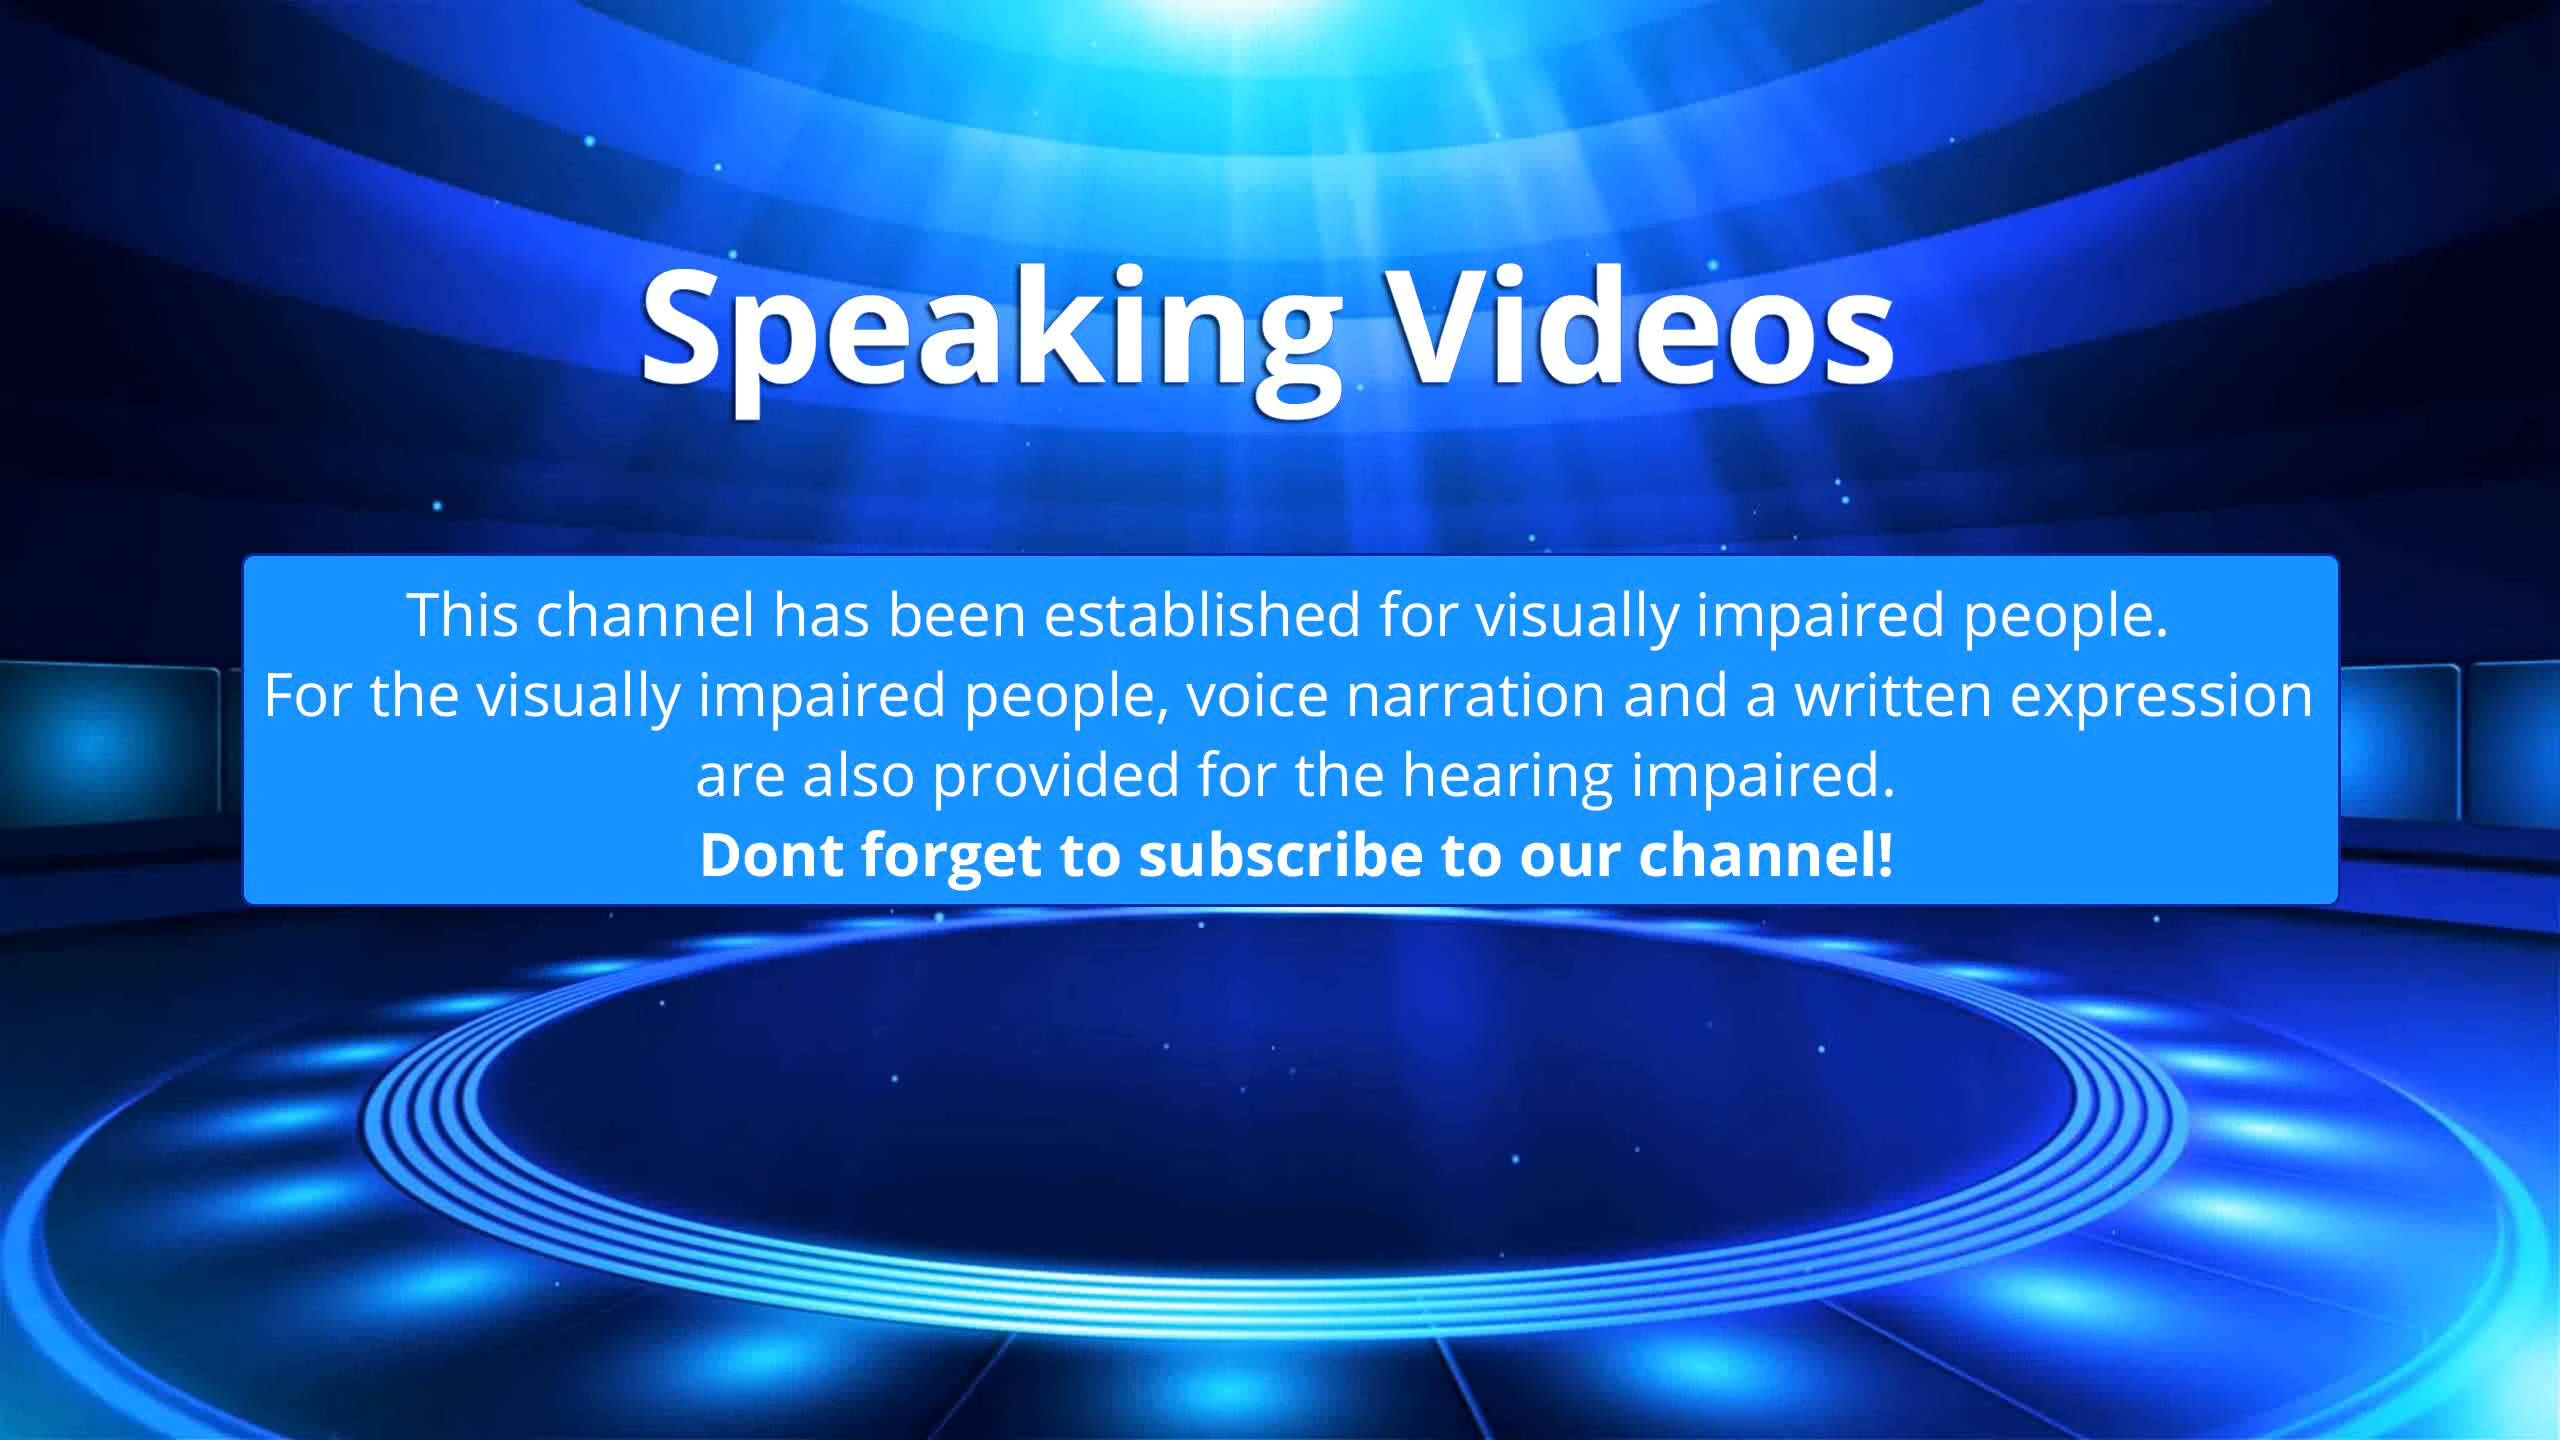 Speaking Videos
This channel has been established for visually impaired people.
For the visually impaired people, voice narration and a written expression
are also provided for the hearing impaired.
Dont forget to subscribe to our channel!